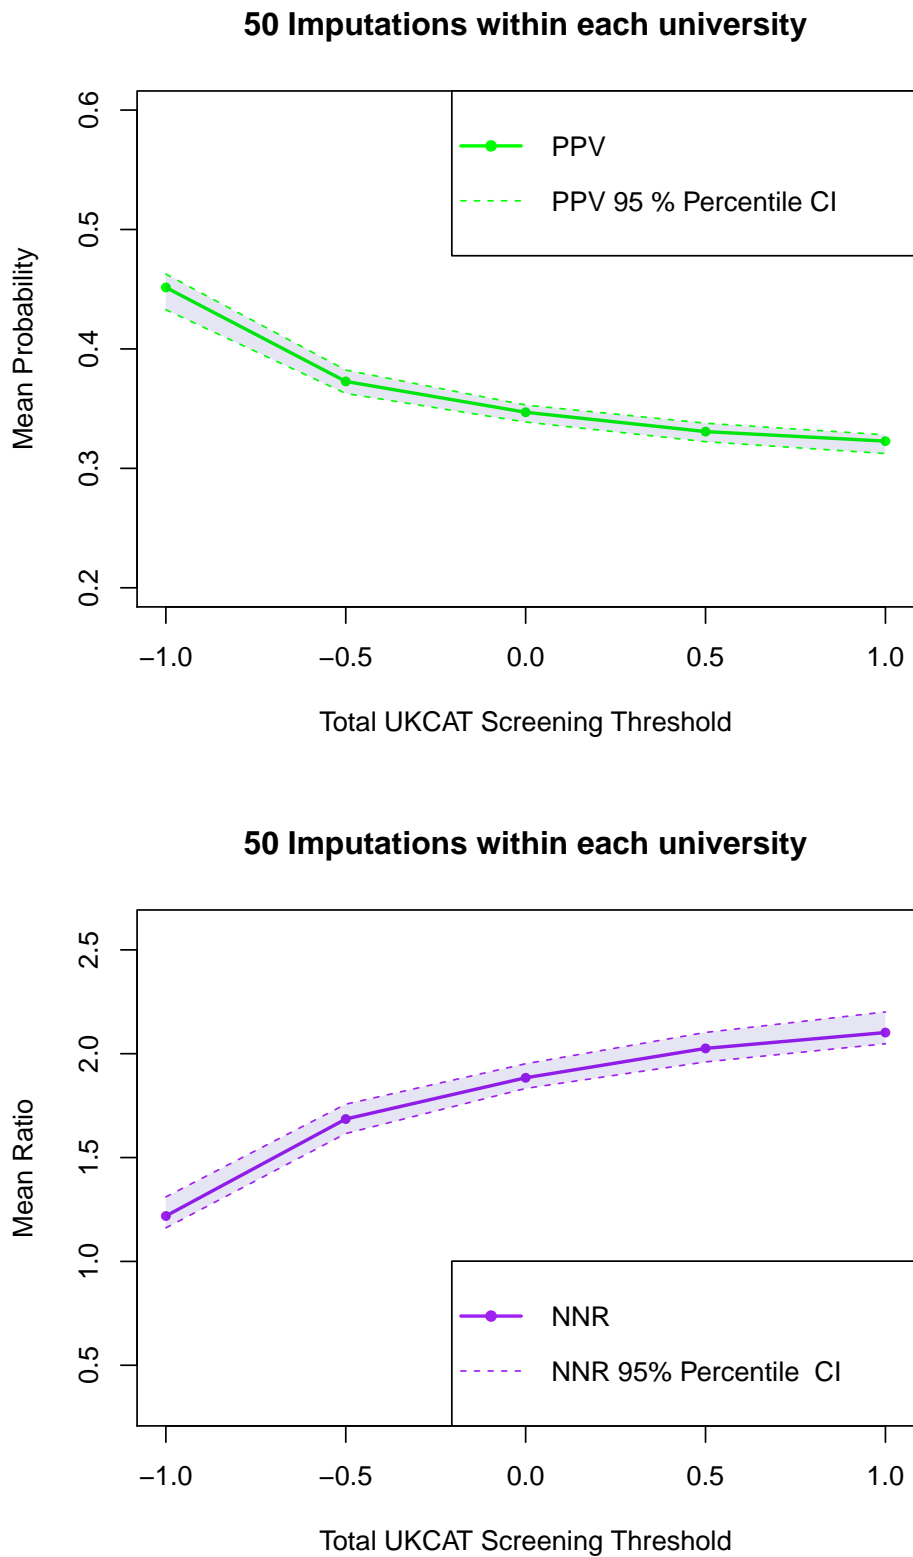 50 Imputations within each university
0.6
0.5
0.4
0.3
0.2
Mean Probability
PPV
PPV 95 % Percentile CI
−1.0 −0.5 0.0 0.5 1.0
Total UKCAT Screening Threshold
50 Imputations within each university
2.5
2.0
1.5
1.0
0.5
Mean Ratio
NNR
NNR 95% Percentile  CI
−1.0 −0.5 0.0 0.5 1.0
Total UKCAT Screening Threshold